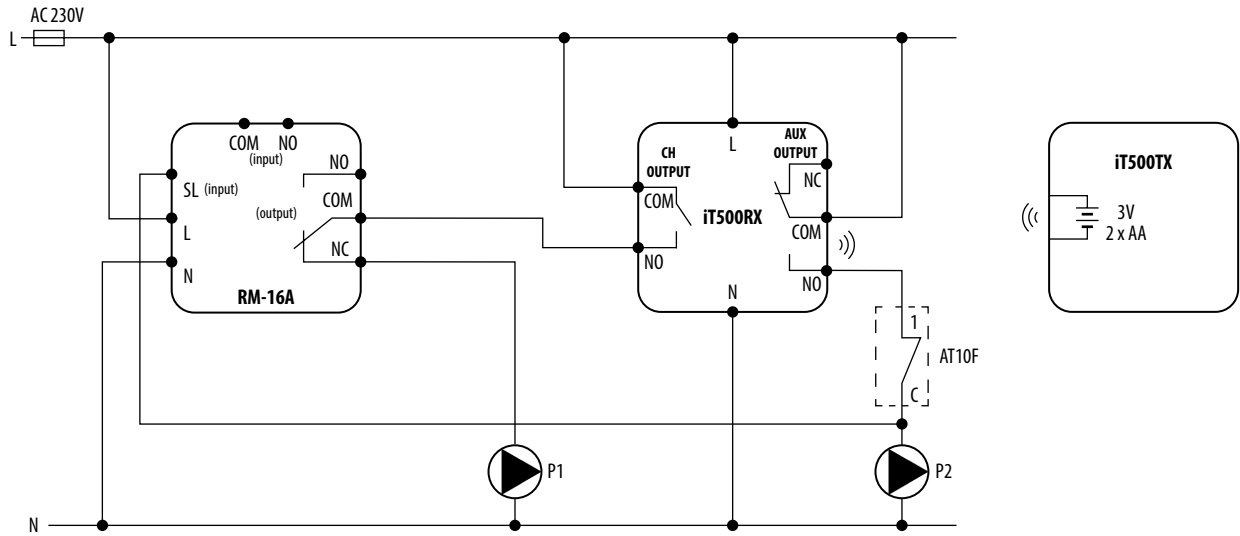 AC 230V
L
COM NO
(input)
NO
SL (input)
COM
(output)
L
NC
N
RM-16A
CH
OUTPUT
L
AUX
OUTPUT
NC
COM
iT500RX
COM
NO
N
NO
iT500TX
3V
2 x AA
1
AT10F
C
P1
P2
N